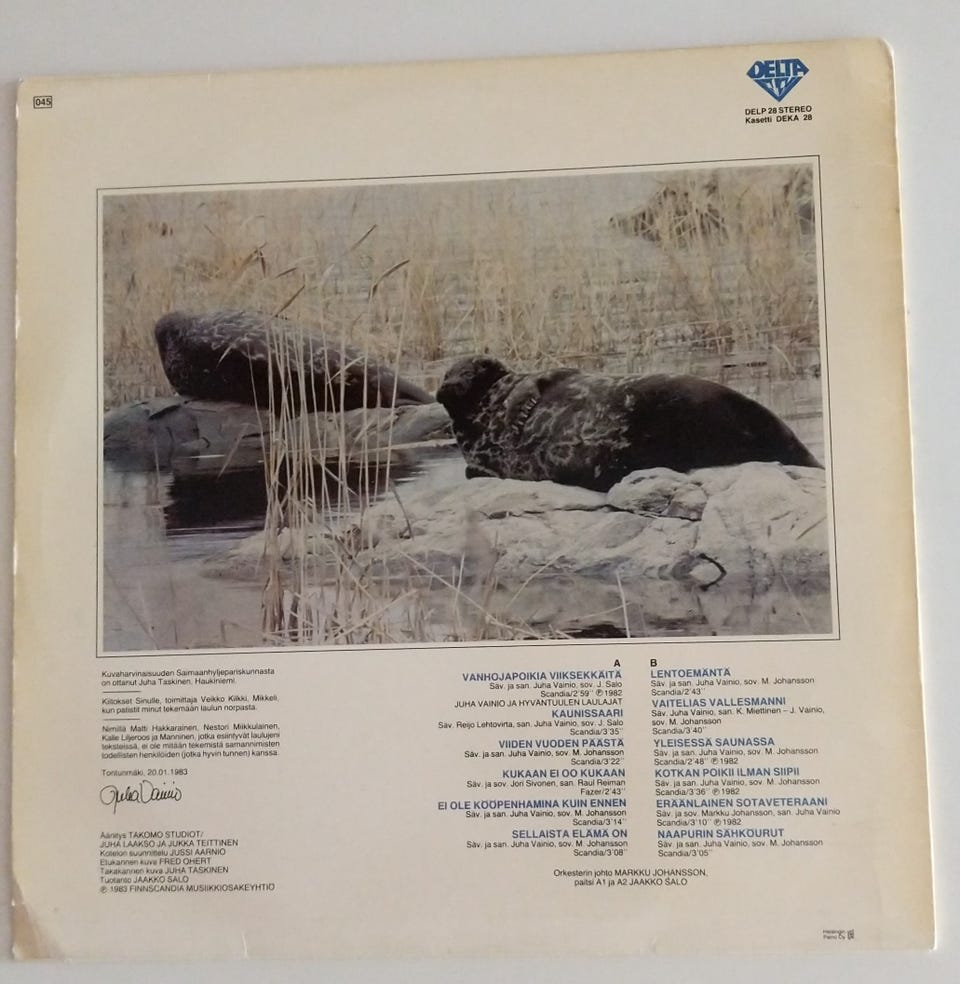 045
DELTA
DELP 28 STEREO
Kasetti DEKA 28
Kuvaharvinaisuuden Saimaanhyljepariskunnasta
on ottanut Juha Taskinen, Haukiniemi.
Kiitokset Sinulle, toimittaja Veikko Kilkki, Mikkeli,
kun patistit minut tekemään laulun norpasta.
Nimillä Matti Hakkarainen, Nestori Miikkulainen,
Kalle Liljeroos ja Manninen, jotka esiintyvät laulujeni
teksteissä, ei ole mitään tekemistä samannimisten
todellisten henkilöiden (jotka hyvin tunnen) kanssa.
Tontunmäki, 20.01.1983
Juha Vainio
Äänitys TAKOMO STUDIOT/
JUHA LAAKSO JA JUKKA TEITTINEN
Kotelon suunnittelu JUSSI AARNIO
Etukannen kuva FRED OHERT
Takakannen kuva JUHA TASKINEN
Tuotanto JAAKKO SALO
℗ 1983 FINNSCANDIA MUSIIKKIOSAKEYHTIÖ
A
VANHOJAPOIKIA VIIKSEKKÄITÄ
Säv. ja san. Juha Vainio, sov. J. Salo
Scandia/2'59'' ℗ 1982
JUHA VAINIO JA HYVÄNTUULEN LAULAJAT
KAUNISSAARI
Säv. Reijo Lehtovirta, san. Juha Vainio, sov. J. Salo
Scandia/3'35''
VIIDEN VUODEN PÄÄSTÄ
Säv. ja san. Juha Vainio, sov. M. Johansson
Scandia/3'22''
KUKAAN EI OO KUKAAN
Säv. ja sov. Jori Sivonen, san. Raul Reiman
Fazer/2'43''
EI OLE KÖÖPENHAMINA KUIN ENNEN
Säv. ja san. Juha Vainio, sov. M. Johansson
Scandia/3'14''
SELLAISTA ELÄMÄ ON
Säv. ja san. Juha Vainio, sov. M. Johansson
Scandia/3'08''
B
LENTOEMÄNTÄ
Säv. ja san. Juha Vainio, sov. M. Johansson
Scandia/2'43''
VAITELIAS VALLESMANNI
Säv. Juha Vainio, san. K. Miettinen – J. Vainio,
sov. M. Johansson
Scandia/3'40''
YLEISESSÄ SAUNASSA
Säv. ja san. Juha Vainio, sov. M. Johansson
Scandia/2'48'' ℗ 1982
KOTKAN POIKII ILMAN SIIPII
Säv. ja san. Juha Vainio, sov. M. Johansson
Scandia/3'36'' ℗ 1982
ERÄÄNLAINEN SOTAVETERAANI
Säv. ja sov. Markku Johansson, san. Juha Vainio
Scandia/3'10'' ℗ 1982
NAAPURIN SÄHKÖURUT
Säv. ja san. Juha Vainio, sov. M. Johansson
Scandia/3'05''
Orkesterin johto MARKKU JOHANSSON,
paitsi A1 ja A2 JAAKKO SALO
Helsingin
Paino Oy